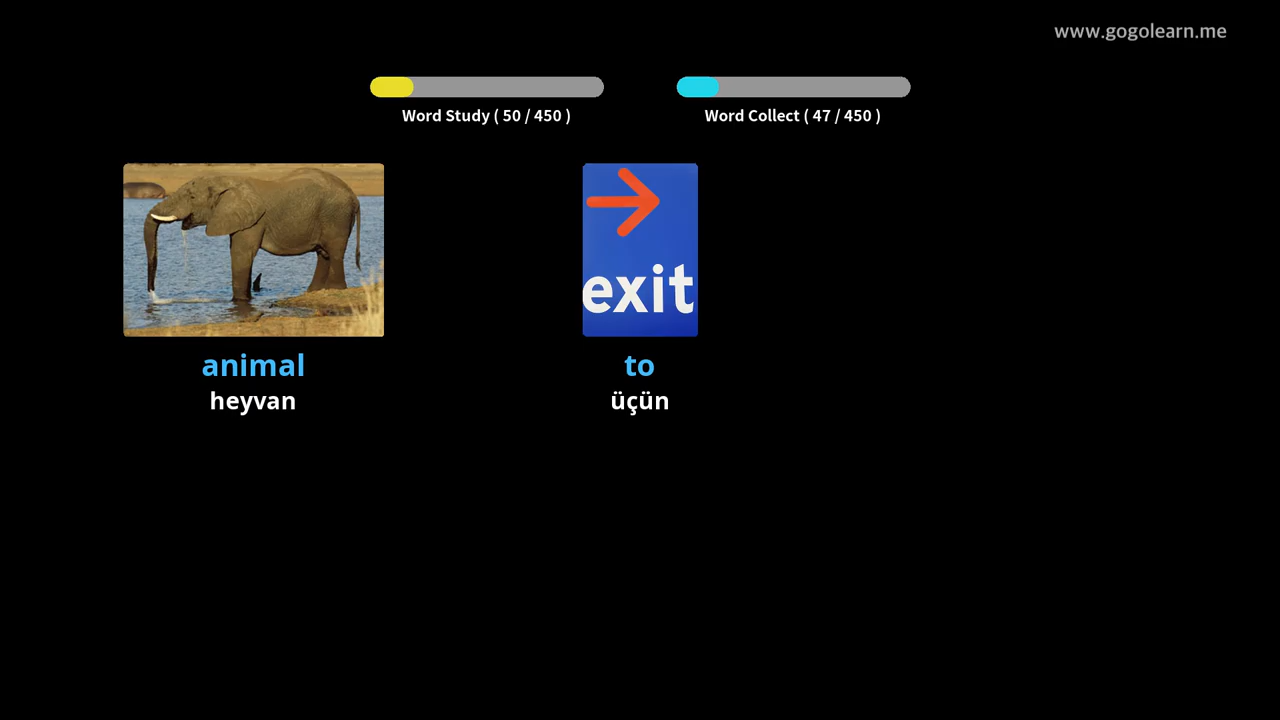 www.gogolearn.me
Word Study ( 50 / 450 )
Word Collect ( 47 / 450 )
exit
animal
to
heyvan
üçün